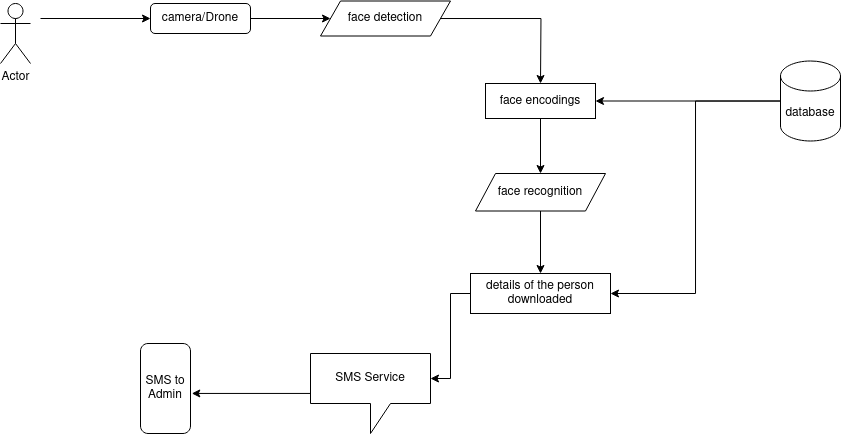 camera/Drone
face detection
Actor
face encodings
database
face recognition
details of the person
downloaded
SMS Service
SMS to
Admin